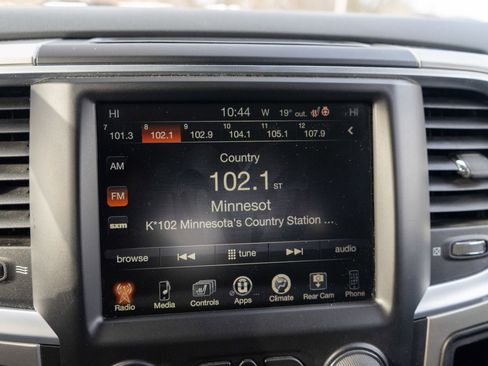 HI 10:44 W 19° out. HI
7 8 9 10 11 12
101.3 102.1 102.9 104.1 105.1 107.9
AM
Country
FM
102.1 ST
Minnesot
sxm
K*102 Minnesota's Country Station ...
browse tune audio
Radio Media Controls Apps Climate Rear Cam Phone